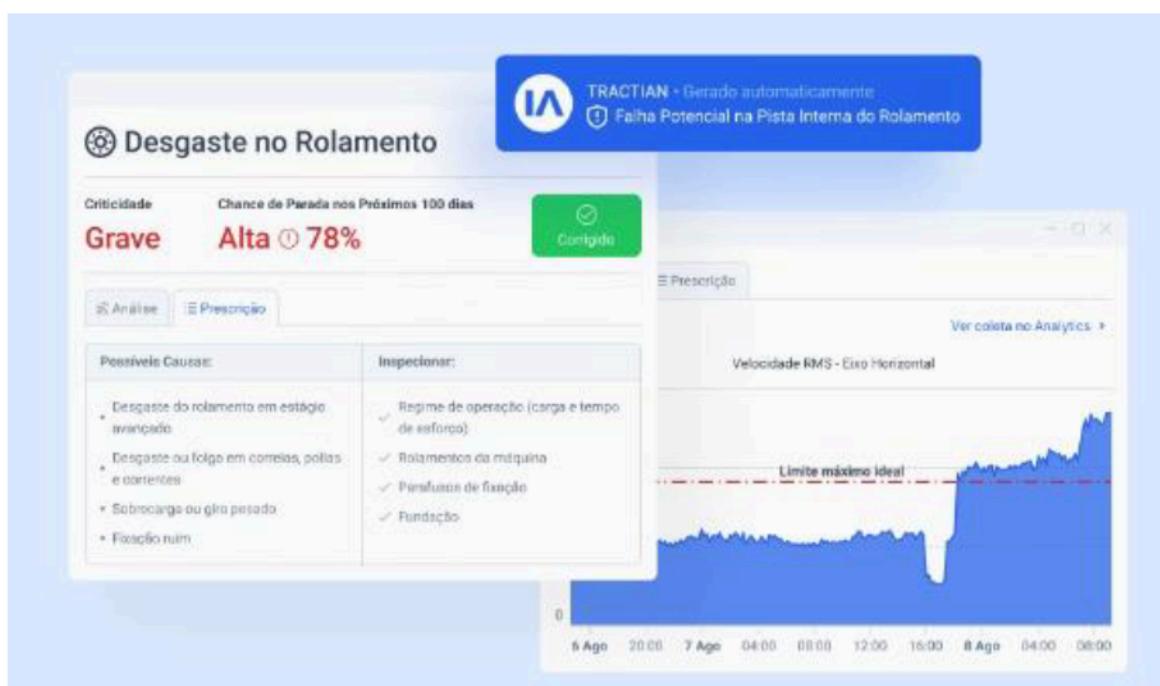 TRACTIAN • Gerado automaticamente
Falha Potencial na Pista Interna do Rolamento
Desgaste no Rolamento
Criticidade
Chance de Parada nos Próximos 100 dias
Grave
Alta 78%
Corrigido
Análise
Prescrição
Possíveis Causas:
Inspecionar:
Desgaste do rolamento em estágio
avançado
Desgaste ou folga em correias, polias
e correntes
Sobrecarga ou giro pesado
Fixação ruim
Regime de operação (carga e tempo
de esforço)
Rolamentos da máquina
Parafusos de fixação
Fundação
Prescrição
Ver coleta no Analytics
Velocidade RMS - Eixo Horizontal
Limite máximo ideal
0
6 Ago 20:00 7 Ago 04:00 08:00 12:00 16:00 8 Ago 04:00 08:00